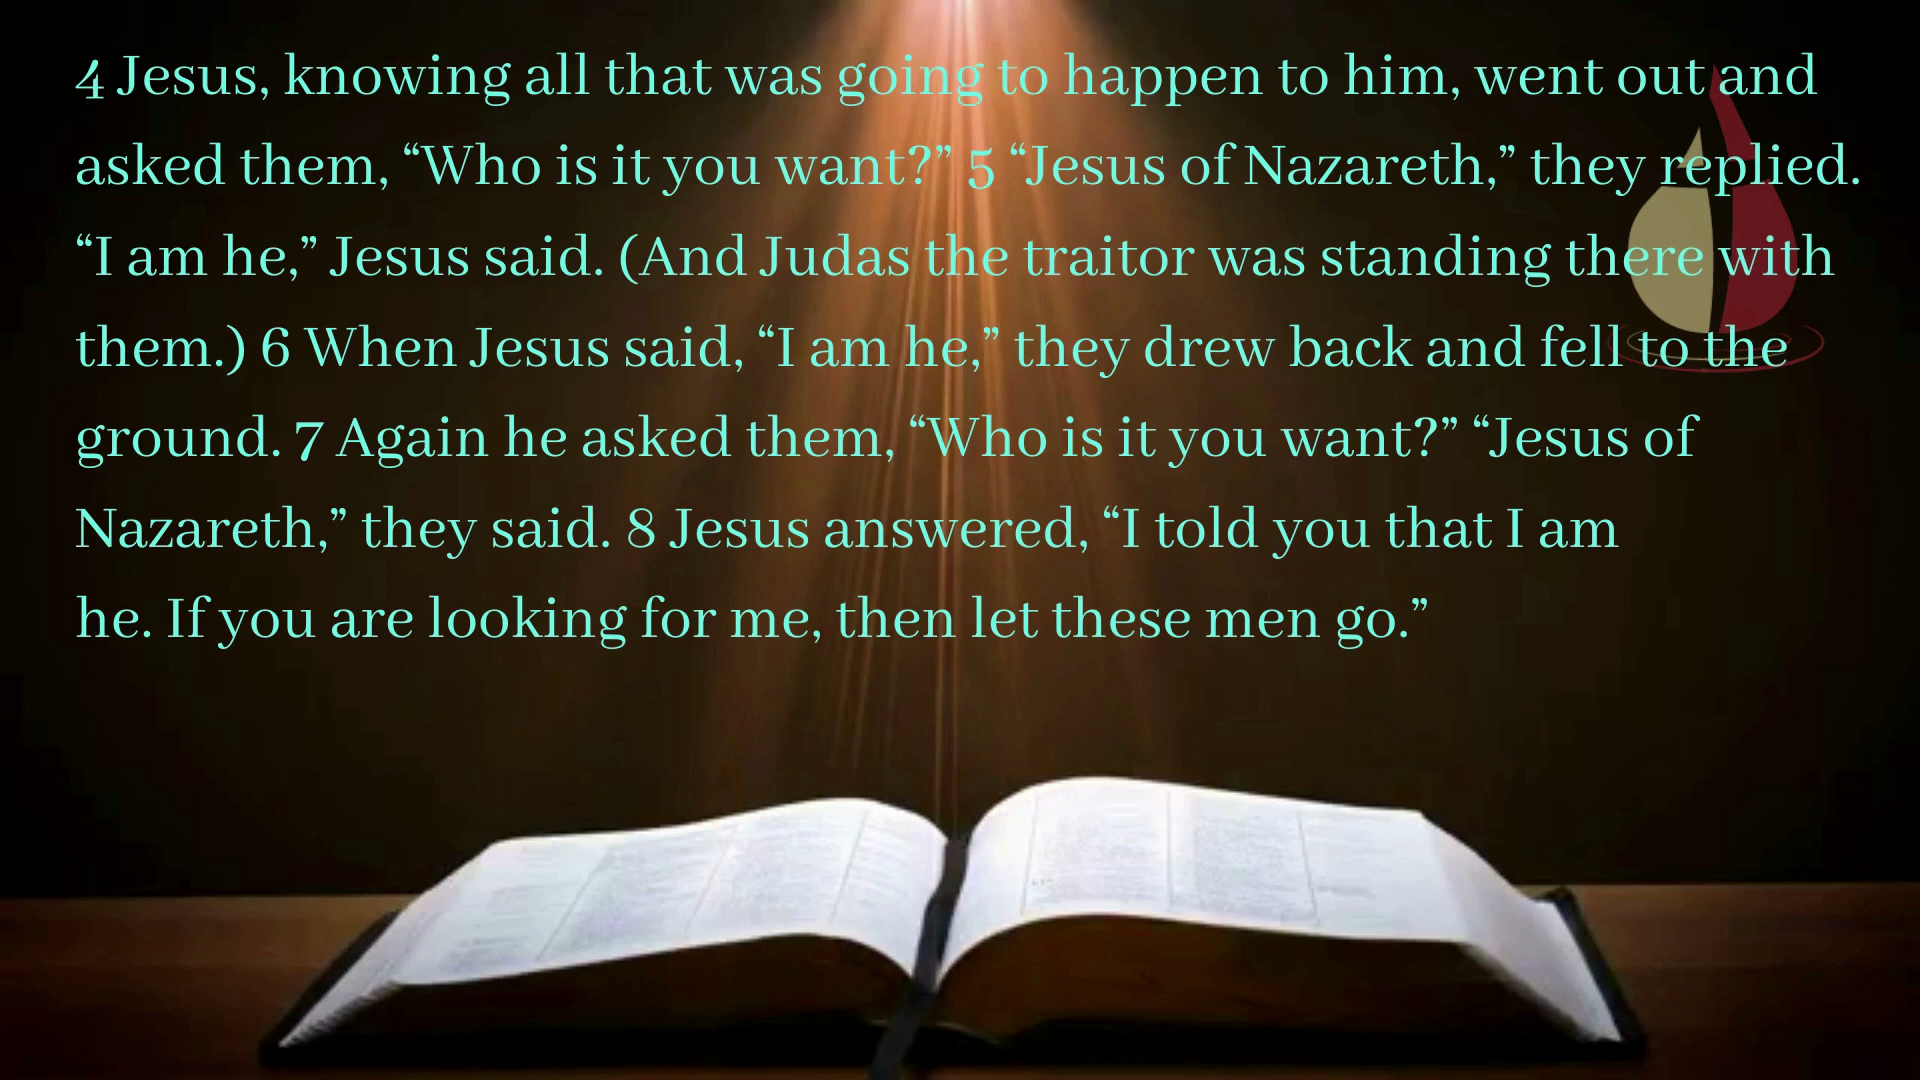 4 Jesus, knowing all that was going to happen to him, went out and
asked them, “Who is it you want?” 5 “Jesus of Nazareth,” they replied.
“I am he,” Jesus said. (And Judas the traitor was standing there with
them.) 6 When Jesus said, “I am he,” they drew back and fell to the
ground. 7 Again he asked them, “Who is it you want?” “Jesus of
Nazareth,” they said. 8 Jesus answered, “I told you that I am
he. If you are looking for me, then let these men go.”